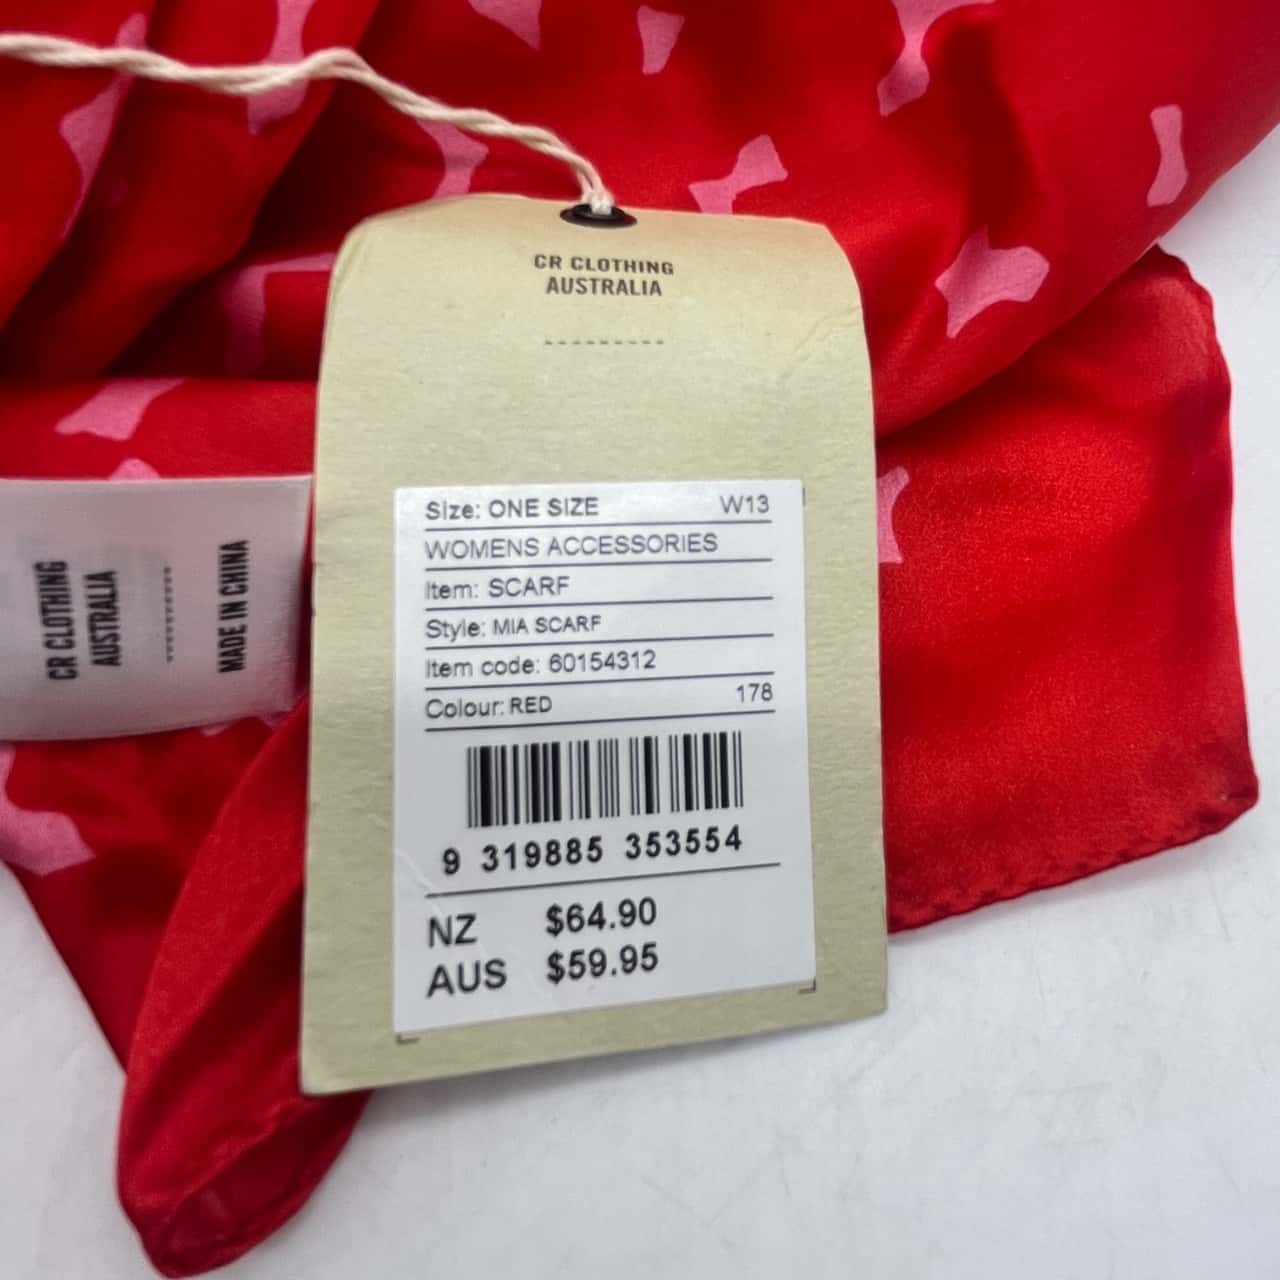 CR CLOTHING
AUSTRALIA
Size: ONE SIZE W13
WOMENS ACCESSORIES
Item: SCARF
Style: MIA SCARF
Item code: 60154312
Colour: RED 178
9 319885 353554
NZ $64.90
AUS $59.95
CR CLOTHING
AUSTRALIA
MADE IN CHINA